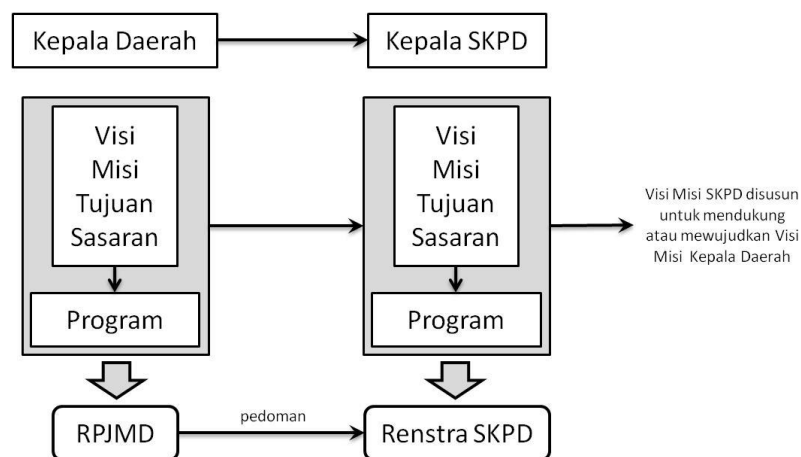 Kepala Daerah
Kepala SKPD
Visi
Misi
Tujuan
Sasaran
Program
Visi
Misi
Tujuan
Sasaran
Program
Visi Misi SKPD disusun
untuk mendukung
atau mewujudkan Visi
Misi Kepala Daerah
RPJMD
pedoman
Renstra SKPD